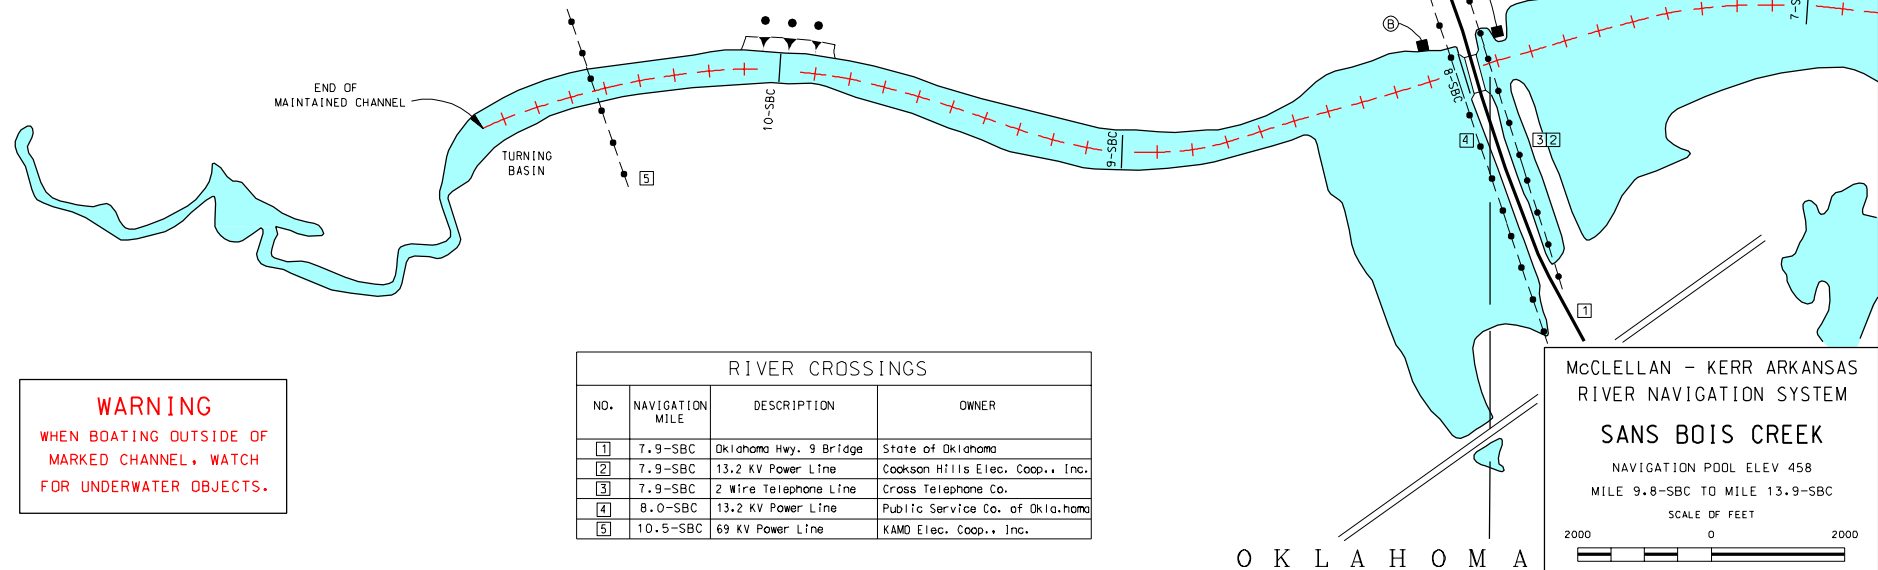 B
7-S
END OF
MAINTAINED CHANNEL
10-SBC
8-SBC
9-SBC
4
3 2
TURNING
BASIN
5
1
RIVER CROSSINGS
NO. NAVIGATION MILE DESCRIPTION OWNER
1 7.9-SBC Oklahoma Hwy. 9 Bridge State of Oklahoma
2 7.9-SBC 13.2 KV Power Line Cookson Hills Elec. Coop., Inc.
3 7.9-SBC 2 Wire Telephone Line Cross Telephone Co.
4 8.0-SBC 13.2 KV Power Line Public Service Co. of Okla.homa
5 10.5-SBC 69 KV Power Line KAMO Elec. Coop., Inc.
WARNING
WHEN BOATING OUTSIDE OF
MARKED CHANNEL, WATCH
FOR UNDERWATER OBJECTS.
McCLELLAN - KERR ARKANSAS
RIVER NAVIGATION SYSTEM
SANS BOIS CREEK
NAVIGATION POOL ELEV 458
MILE 9.8-SBC TO MILE 13.9-SBC
SCALE OF FEET
2000 0 2000
OKLAHOMA